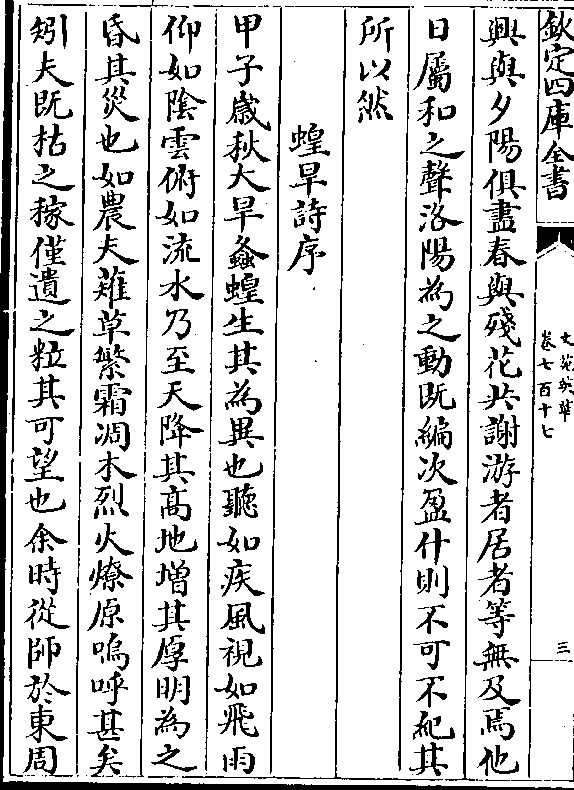 欽定四庫全書
文苑英華
卷七百十七
三
興與夕陽俱盡春與殘花共謝游者居者等無及焉他
日屬和之聲洛陽為之動既編次盈什則不可不紀其
所以然
蝗旱詩序
甲子歲秋大旱螽蝗生其為異也聽如疾風視如飛雨
仰如陰雲俯如流水乃至天降其高地增其厚明為之
昏其災也如農夫薙草繁霜凋木烈火燎原嗚呼甚矣
矧夫既枯之稼僅遺之粒其可望也余時從師於東周